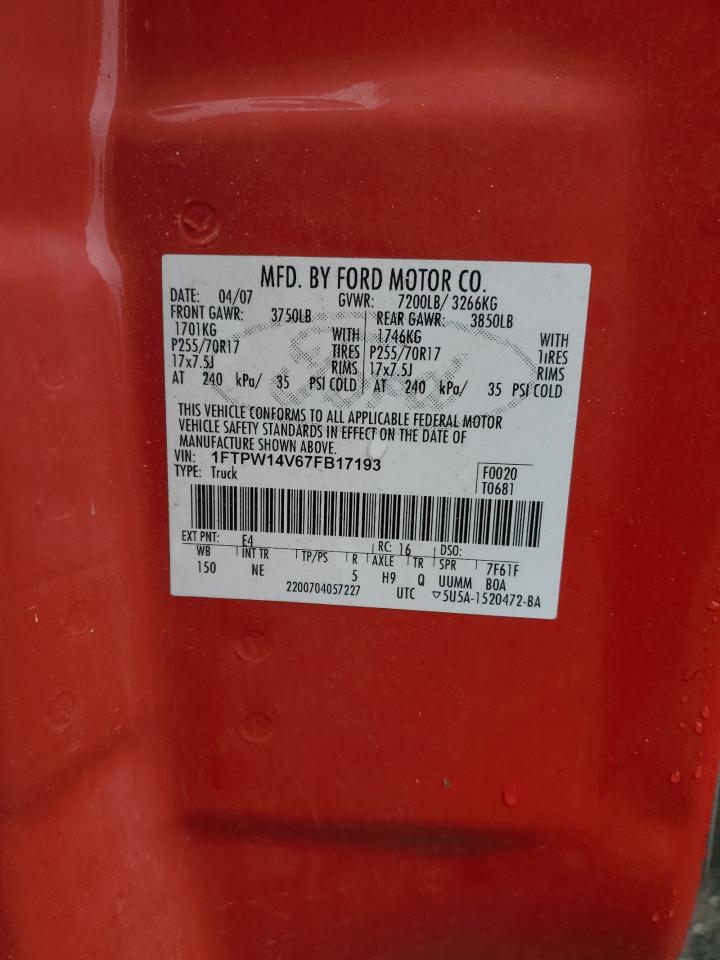 MFD. BY FORD MOTOR CO.
DATE: 04/07 GVWR: 7200LB/ 3266KG
FRONT GAWR: 3750LB REAR GAWR: 3850LB
1701KG WITH 1746KG WITH
P255/70R17 TIRES P255/70R17 TIRES
17x7.5J RIMS 17x7.5J RIMS
AT 240 kPa/ 35 PSI COLD AT 240 kPa/ 35 PSI COLD
Ford
THIS VEHICLE CONFORMS TO ALL APPLICABLE FEDERAL MOTOR
VEHICLE SAFETY STANDARDS IN EFFECT ON THE DATE OF
MANUFACTURE SHOWN ABOVE.
VIN: 1FTPW14V67FB17193
TYPE: Truck F0020
T0681
EXT PNT: E4 RC: 16 DSO:
WB INT TR TP/PS R AXLE TR SPR 7F61F
150 NE 5 H9 Q UUMM BOA
2200704057227 UTC ▽5U5A-1520472-BA